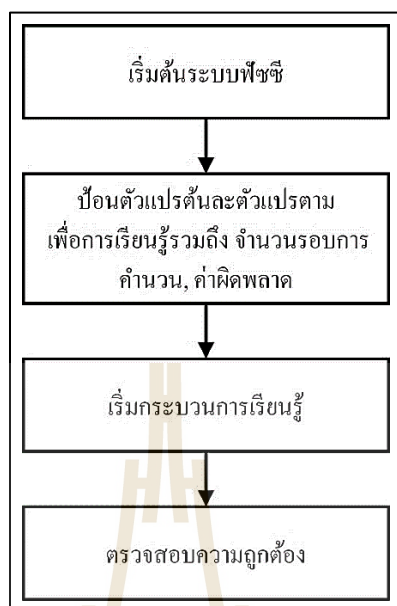 เริ่มต้นระบบฟัซซี
ป้อนตัวแปรต้นละตัวแปรตาม
เพื่อการเรียนรู้รวมถึง จำนวนรอบการ
คำนวน, ค่าผิดพลาด
เริ่มกระบวนการเรียนรู้
ตรวจสอบความถูกต้อง